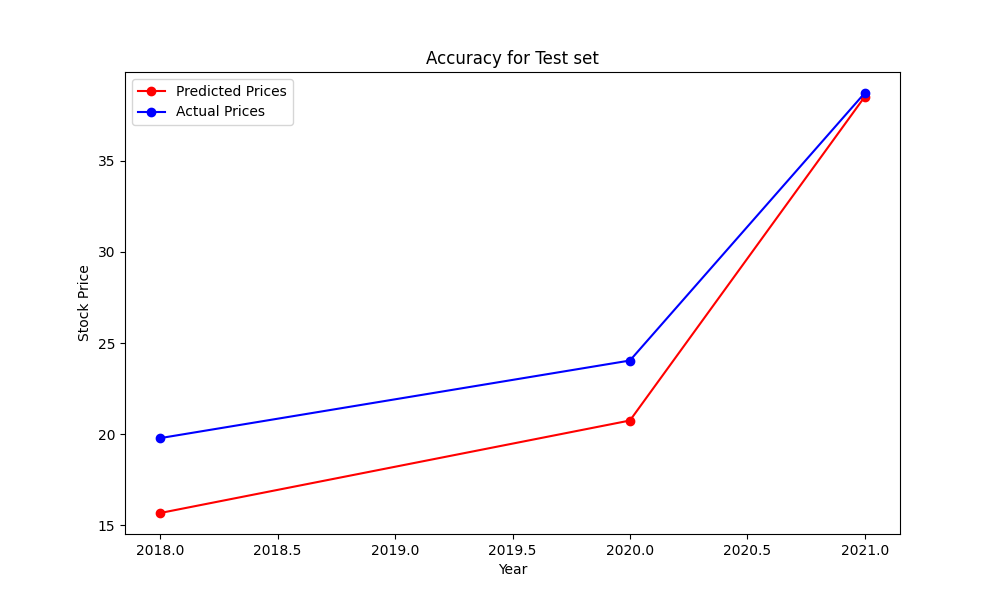 Accuracy for Test set
Predicted Prices
Actual Prices
Stock Price
35
30
25
20
15
2018.0 2018.5 2019.0 2019.5 2020.0 2020.5 2021.0
Year